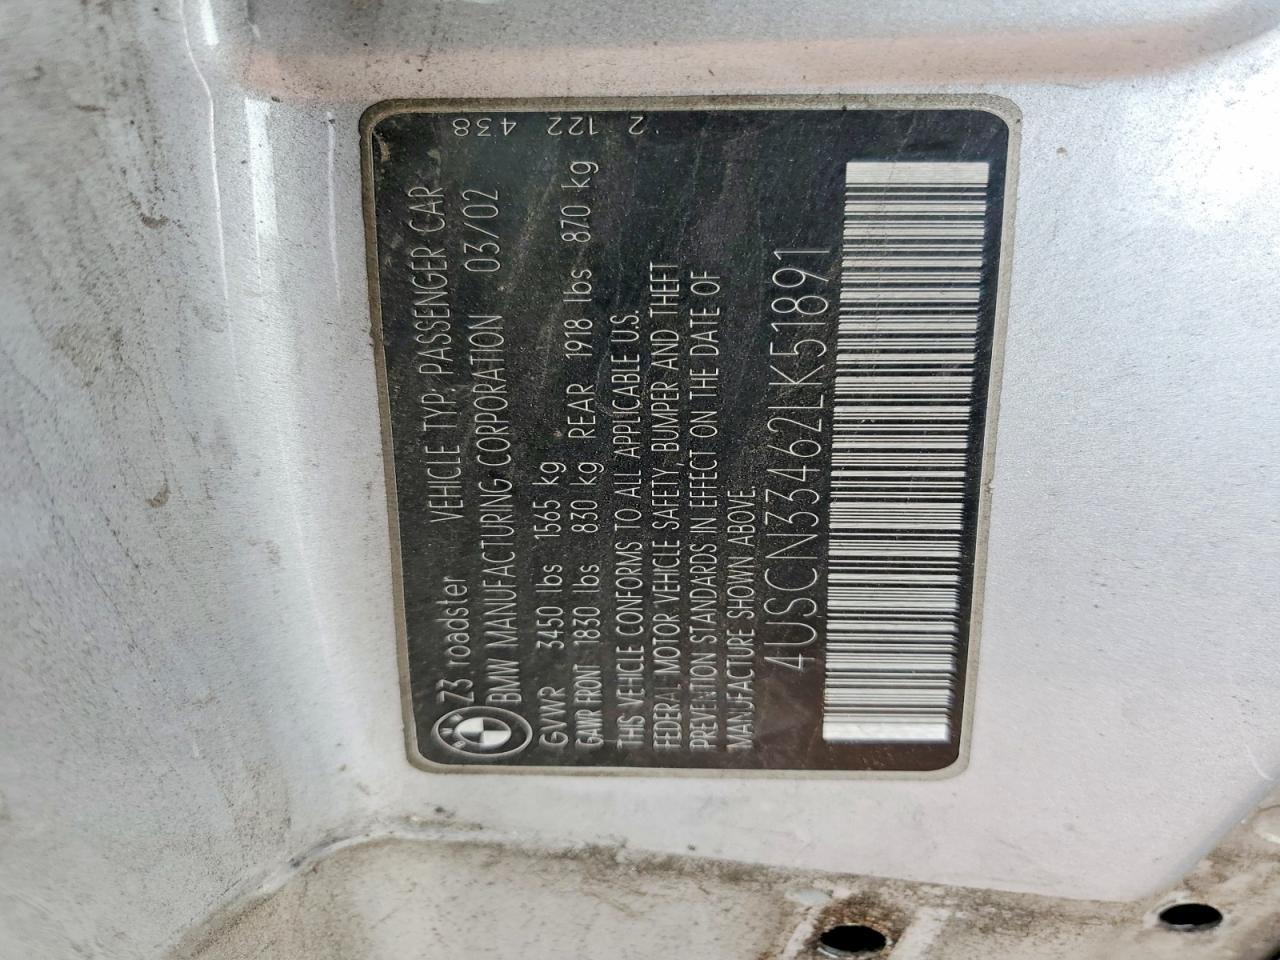 Z3 roadster VEHICLE TYP. PASSENGER CAR
BMW MANUFACTURING CORPORATION 03/02
GVWR 3450 lbs 1565 kg
GAWR FRONT 1830 lbs 830 kg REAR 1918 lbs 870 kg
THIS VEHICLE CONFORMS TO ALL APPLICABLE U.S.
FEDERAL MOTOR VEHICLE SAFETY, BUMPER AND THEFT
PREVENTION STANDARDS IN EFFECT ON THE DATE OF
MANUFACTURE SHOWN ABOVE.
4USCN33462LK51891
2 122 438